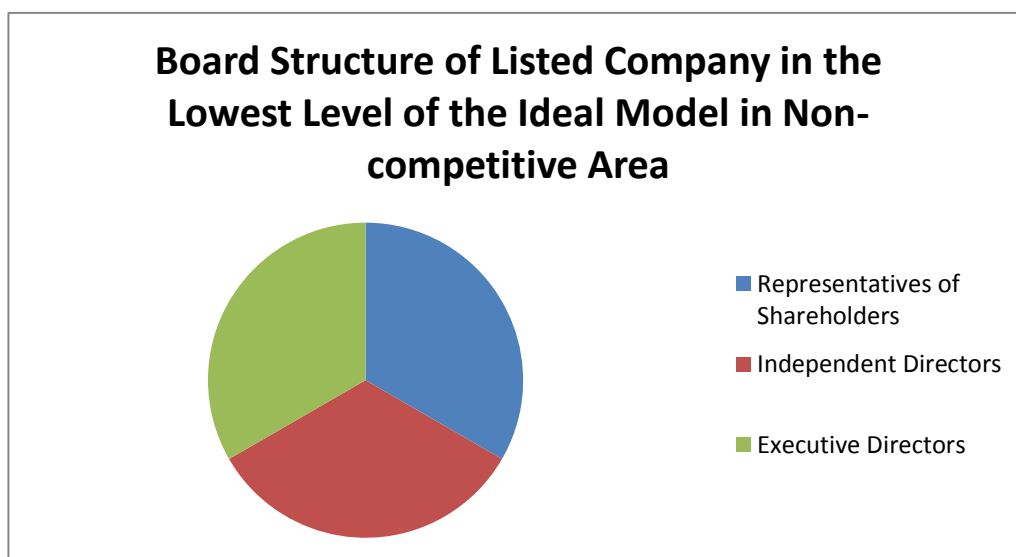 Board Structure of Listed Company in the
Lowest Level of the Ideal Model in Non-
competitive Area
Representatives of
Shareholders
Independent Directors
Executive Directors